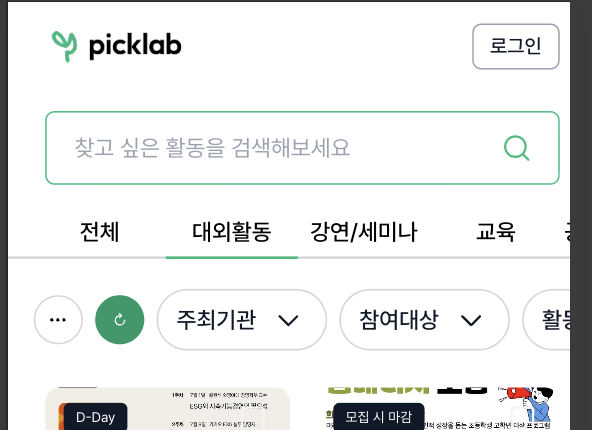 picklab
로그인
찾고 싶은 활동을 검색해보세요
전체 대외활동 강연/세미나 교육
주최기관 참여대상 활동
D-Day
모집 시 마감